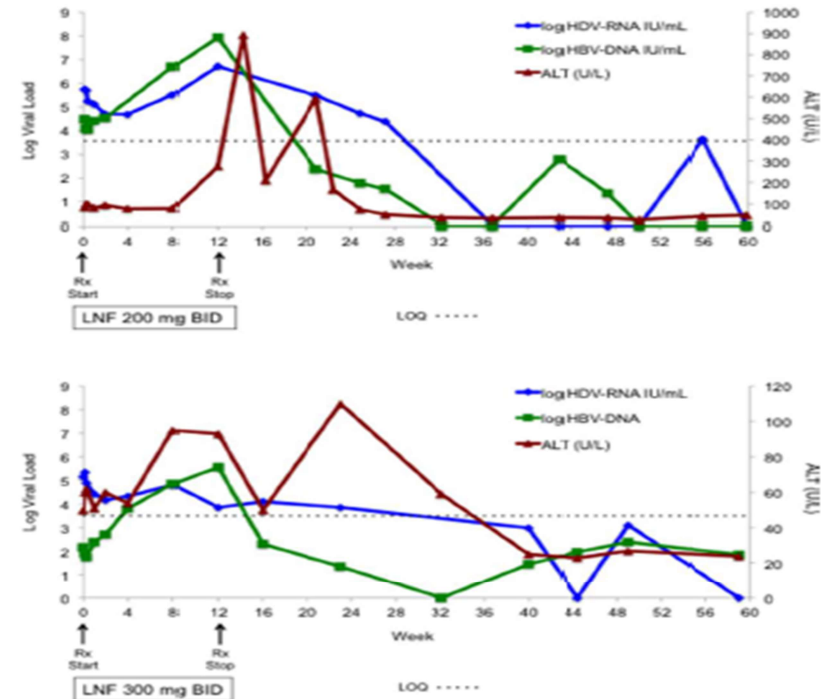 9
8
7
6
5
4
3
2
1
0
Log Viral Load
1000
900
800
700
600
500
400
300
200
100
0
ALT (U/L)
log HDV-RNA IU/mL
log HBV-DNA IU/mL
ALT (U/L)
0 4 8 12 16 20 24 28 32 36 40 44 48 52 56 60
Week
Rx Start
Rx Stop
LNF 200 mg BID
LOQ -----
9
8
7
6
5
4
3
2
1
0
Log Viral Load
120
100
80
60
40
20
0
ALT (U/L)
log HDV-RNA IU/mL
log HBV-DNA
ALT (U/L)
0 4 8 12 16 20 24 28 32 36 40 44 48 52 56 60
Week
Rx Start
Rx Stop
LNF 300 mg BID
LOQ -----